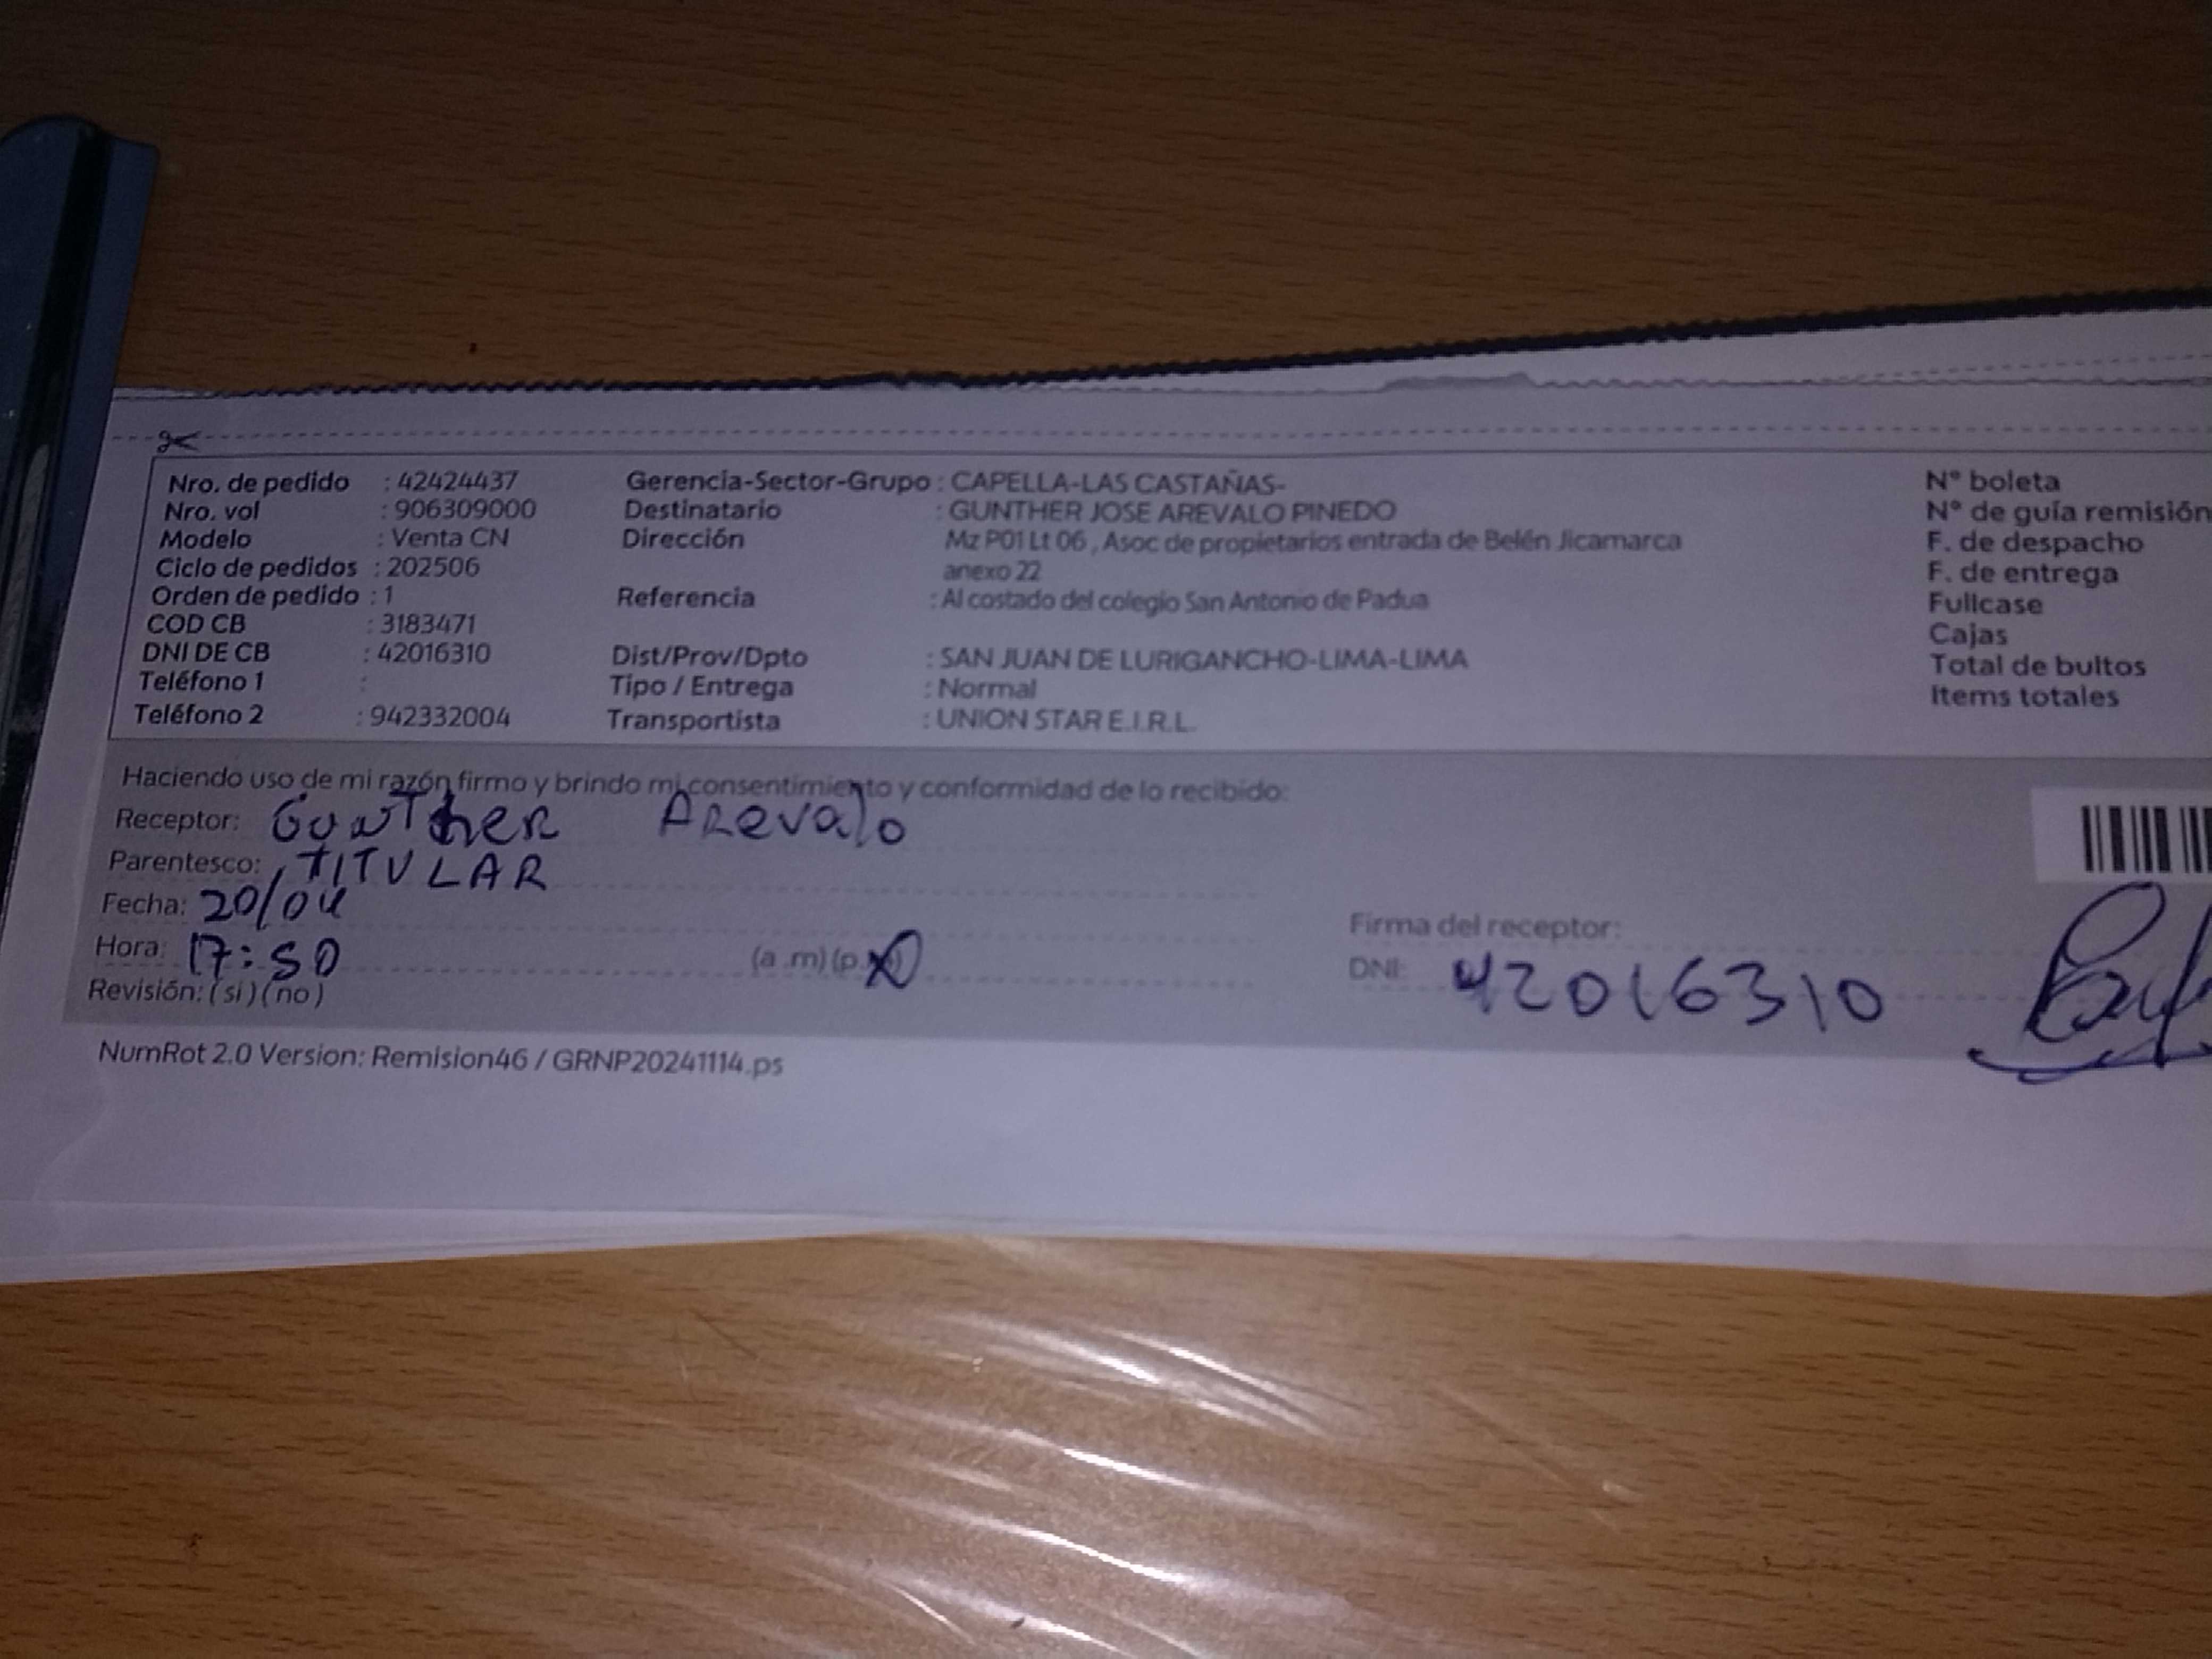 Nro. de pedido : 42424437 Gerencia-Sector-Grupo : CAPELLA-LAS CASTAÑAS- N° boleta
Nro. vol : 906309000 Destinatario : GUNTHER JOSE AREVALO PINEDO N° de guía remisión
Modelo : Venta CN Dirección Mz P01 Lt 06 , Asoc de propietarios entrada de Belén Jicamarca F. de despacho
Ciclo de pedidos : 202506 anexo 22 F. de entrega
Orden de pedido : 1 Referencia : Al costado del colegio San Antonio de Padua Fullcase
COD CB : 3183471 Cajas
DNI DE CB : 42016310 Dist/Prov/Dpto : SAN JUAN DE LURIGANCHO-LIMA-LIMA Total de bultos
Teléfono 1 : Tipo / Entrega : Normal Items totales
Teléfono 2 : 942332004 Transportista : UNION STAR E.I.R.L.
Haciendo uso de mi razón firmo y brindo mi consentimiento y conformidad de lo recibido:
Receptor: GunTher Arevalo
Parentesco: TITULAR
Fecha: 20/04
Firma del receptor:
Hora: 17:50 (a .m) (p
DNI: 42016310
Revisión: ( si ) ( no )
NumRot 2.0 Version: Remision46 / GRNP20241114.ps